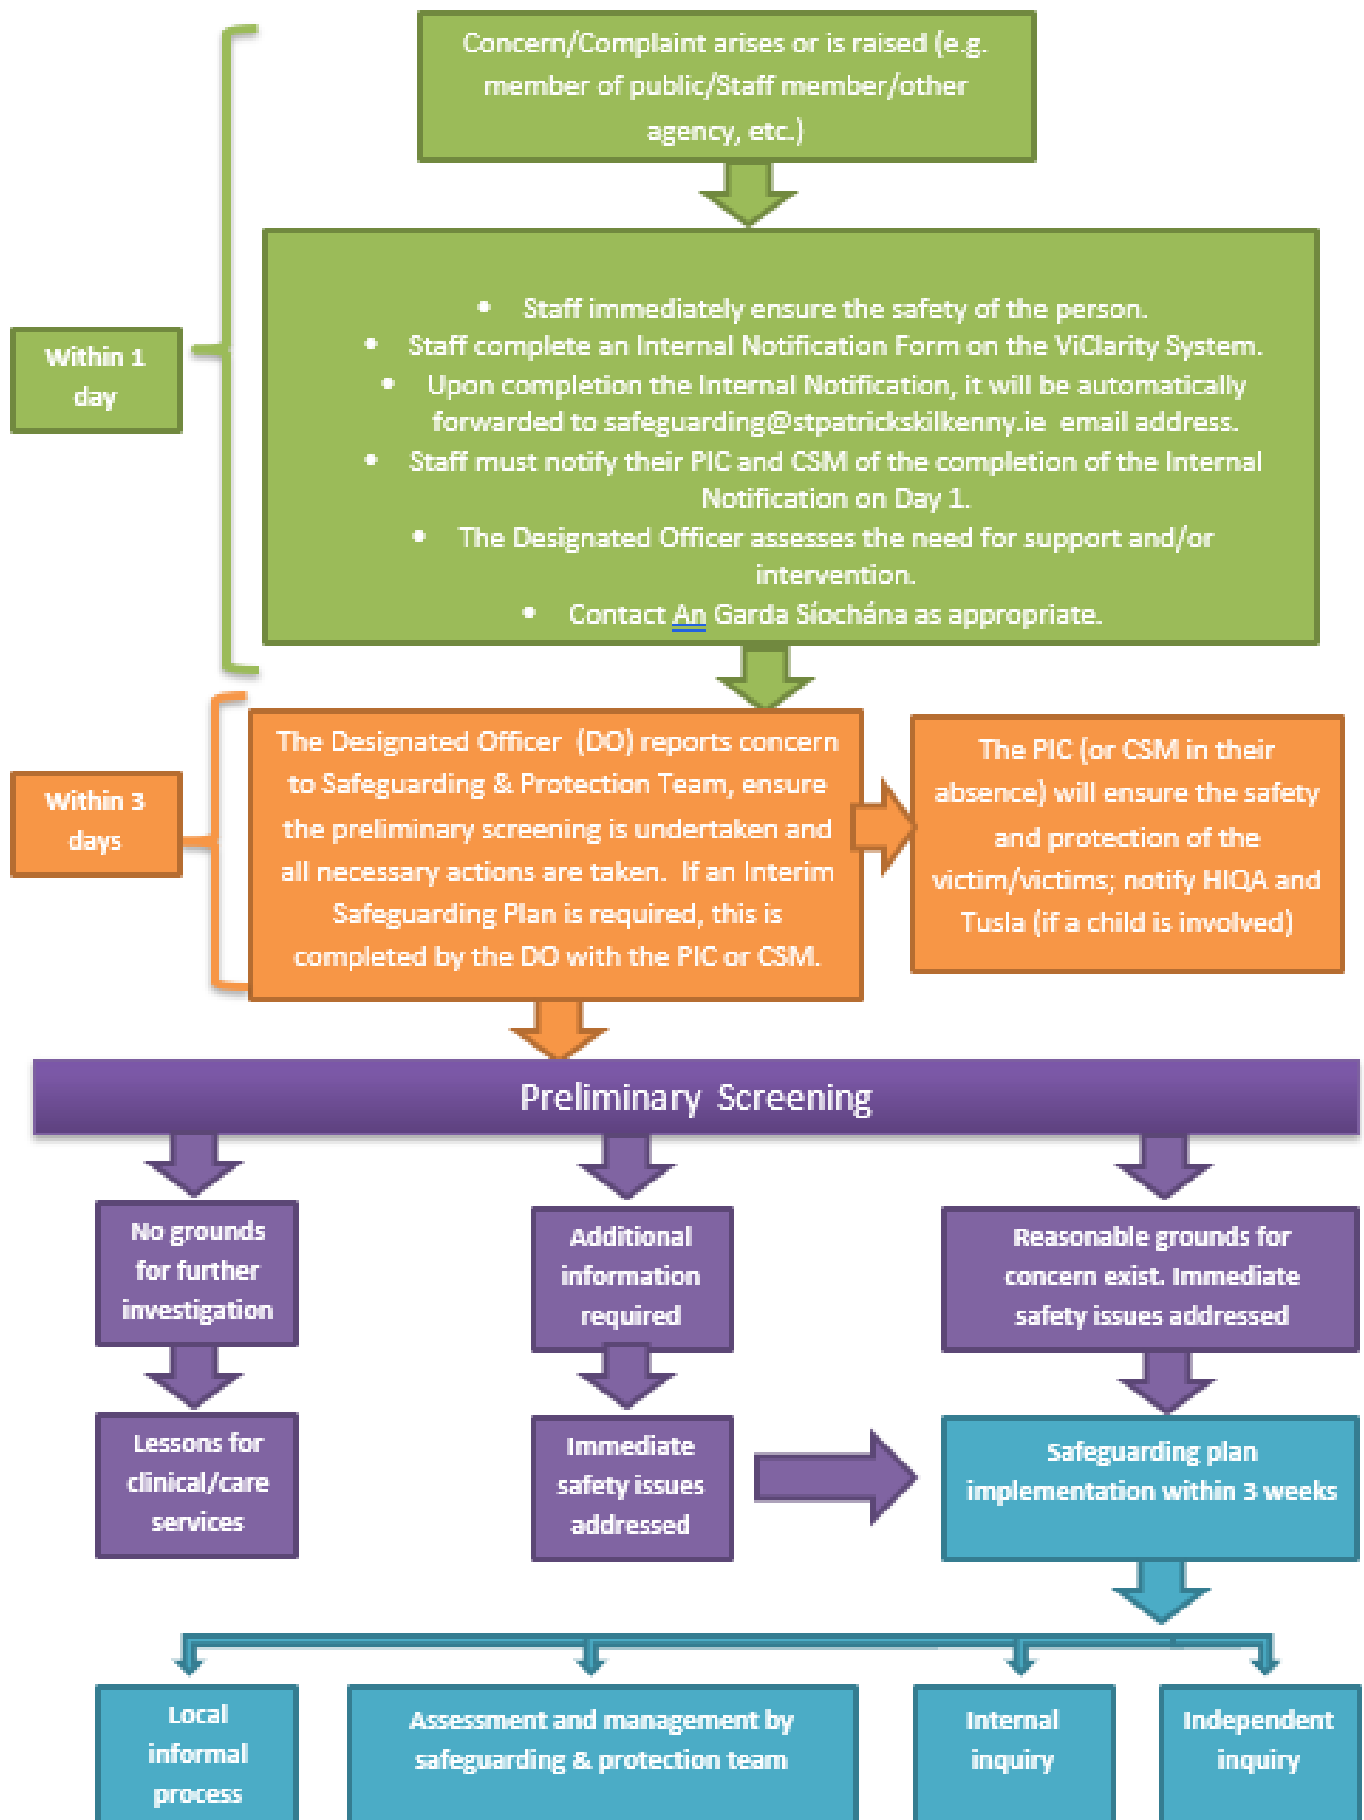 Concern/Complaint arises or is raised (e.g.
member of public/Staff member/other
agency, etc.)
Within 1
day
• Staff immediately ensure the safety of the person.
• Staff complete an Internal Notification Form on the ViClarity System.
• Upon completion the Internal Notification, it will be automatically
forwarded to safeguarding@stpatrickskilkenny.ie email address.
• Staff must notify their PIC and CSM of the completion of the Internal
Notification on Day 1.
• The Designated Officer assesses the need for support and/or
intervention.
• Contact An Garda Síochána as appropriate.
Within 3
days
The Designated Officer (DO) reports concern
to Safeguarding & Protection Team, ensure
the preliminary screening is undertaken and
all necessary actions are taken. If an Interim
Safeguarding Plan is required, this is
completed by the DO with the PIC or CSM.
The PIC (or CSM in their
absence) will ensure the safety
and protection of the
victim/victims; notify HIQA and
Tusla (if a child is involved)
Preliminary Screening
No grounds
for further
investigation
Additional
information
required
Reasonable grounds for
concern exist. Immediate
safety issues addressed
Lessons for
clinical/care
services
Immediate
safety issues
addressed
Safeguarding plan
implementation within 3 weeks
Local
informal
process
Assessment and management by
safeguarding & protection team
Internal
inquiry
Independent
inquiry